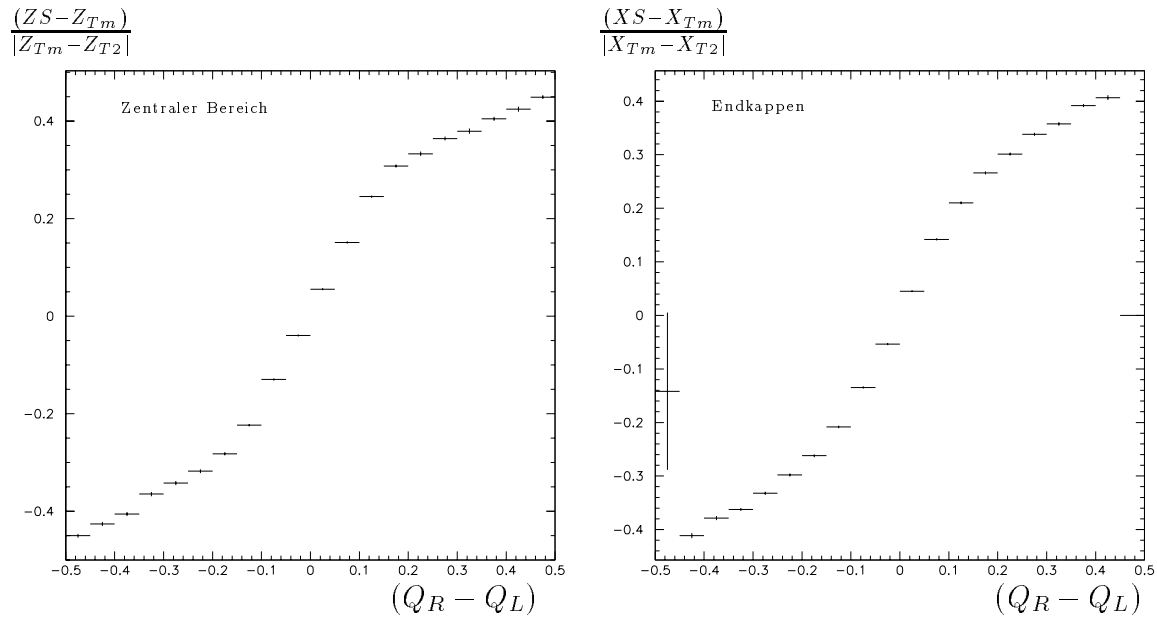 (ZS−Z_{Tm})
|Z_{Tm}−Z_{T2}|
Zentraler Bereich
0.4
0.2
0
−0.2
−0.4
−0.5 −0.4 −0.3 −0.2 −0.1 0 0.1 0.2 0.3 0.4 0.5
(Q_R − Q_L)
(XS−X_{Tm})
|X_{Tm}−X_{T2}|
Endkappen
0.4
0.3
0.2
0.1
0
−0.1
−0.2
−0.3
−0.4
−0.5 −0.4 −0.3 −0.2 −0.1 0 0.1 0.2 0.3 0.4 0.5
(Q_R − Q_L)